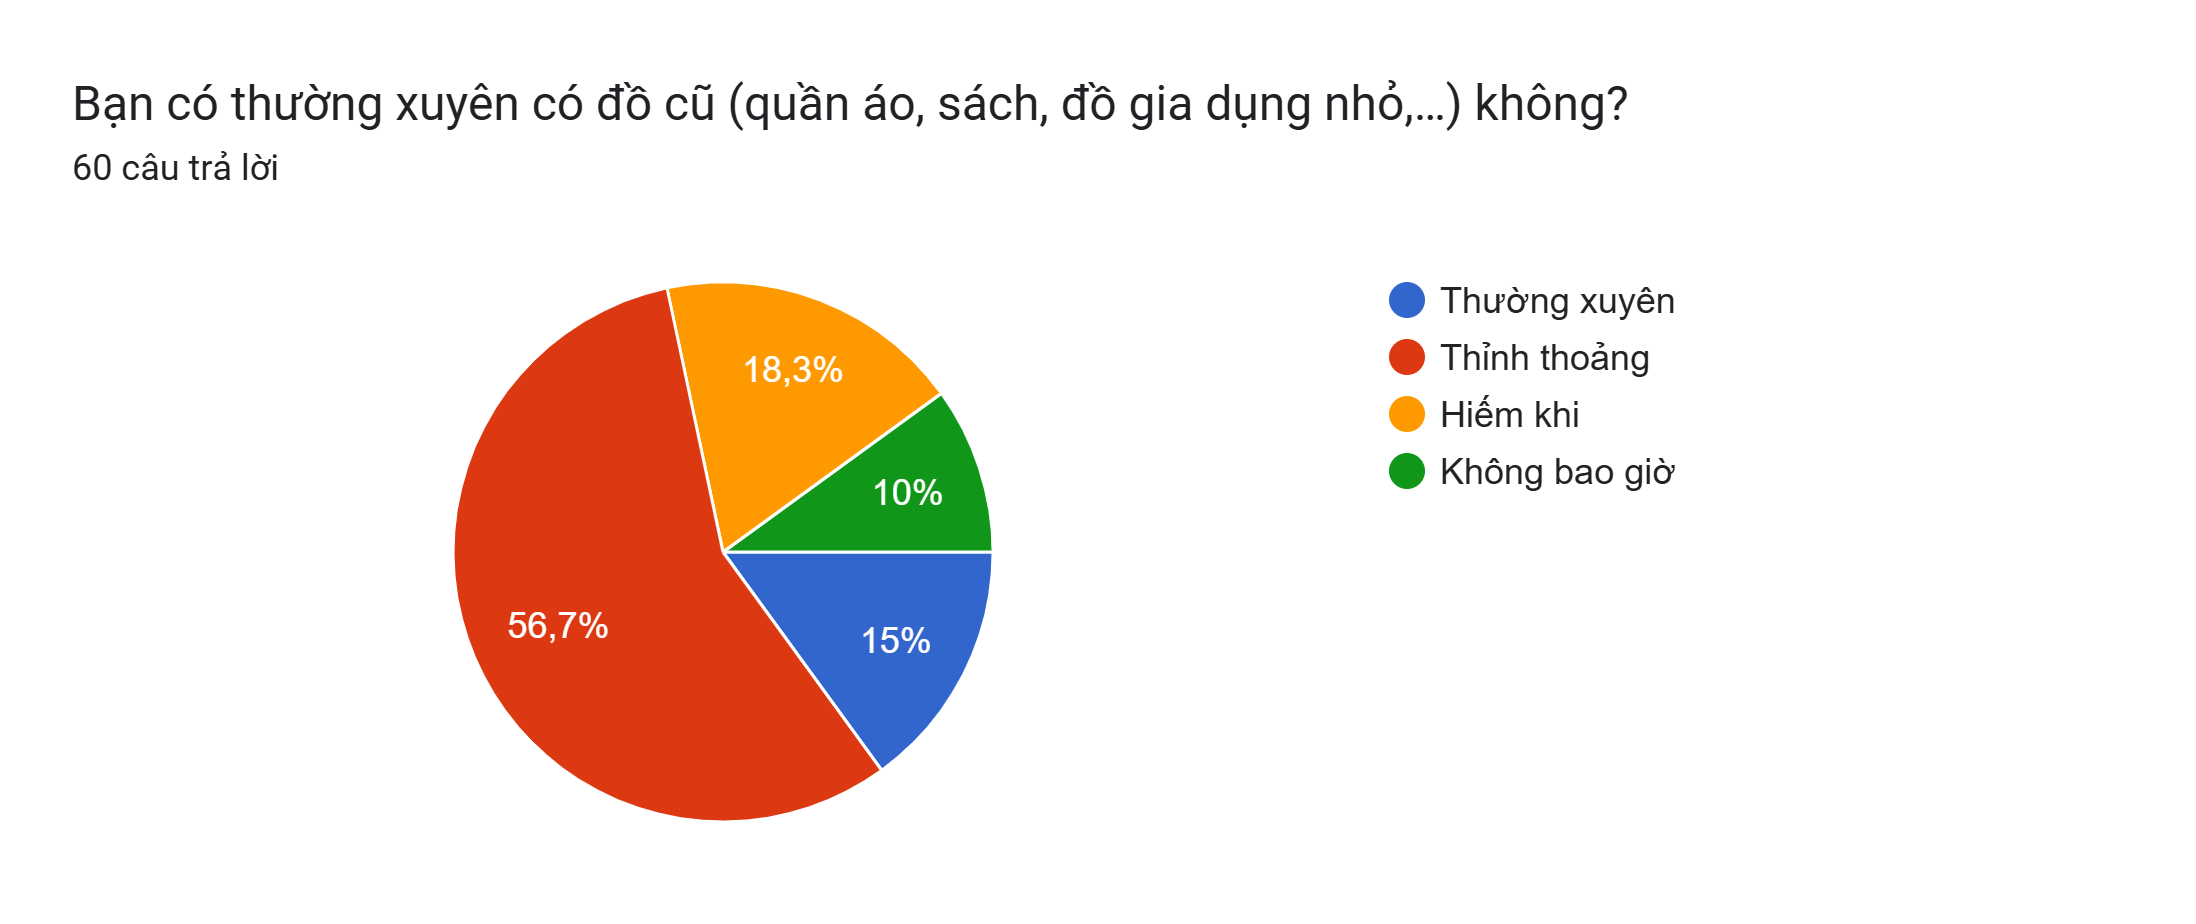 Bạn có thường xuyên có đồ cũ (quần áo, sách, đồ gia dụng nhỏ,...) không?
60 câu trả lời
Thường xuyên
Thỉnh thoảng
Hiếm khi
Không bao giờ
18,3%
10%
56,7%
15%